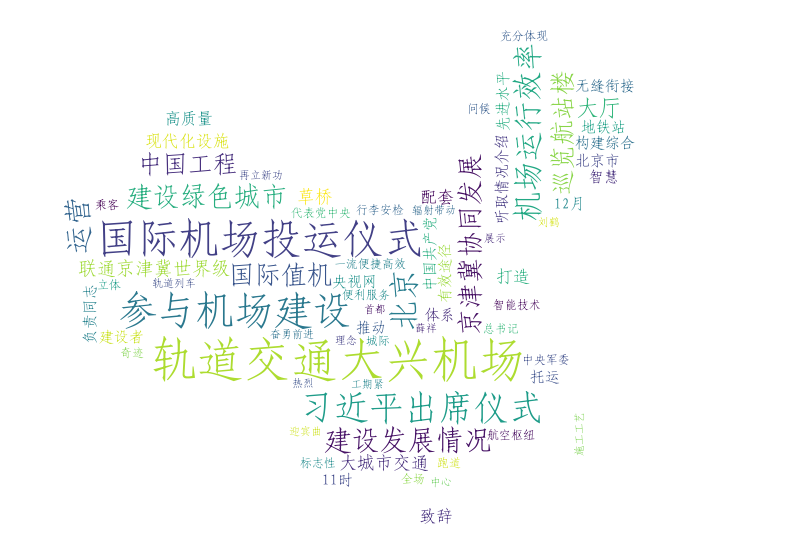 充分体现
机场运行效率
先进水平
巡览航站楼
无缝衔接
问候
大厅
高质量
地铁站
现代化设施
构建综合
听取情况介绍
中国工程
京津冀协同发展
北京市
再立新功
智慧
建设绿色城市
草桥
配套
12月
乘客
运营
代表党中央
行李安检
辐射带动
刘鹤
国际机场投运仪式
中国共产党
展示
有效途径
联通京津冀世界级
国际值机
一流便捷高效
北京
央视网
打造
立体
轨道列车
负责同志
参与机场建设
便利服务
首都
体系
智能技术
建设者
奋勇前进
推动
薛祥
总书记
理念
城际
奇迹
轨道交通大兴机场
中央军委
托运
热烈
工期紧
习近平出席仪式
迎宾曲
建设发展情况
航空枢纽
施工工艺
标志性
大城市交通
跑道
11时
全场
中心
致辞